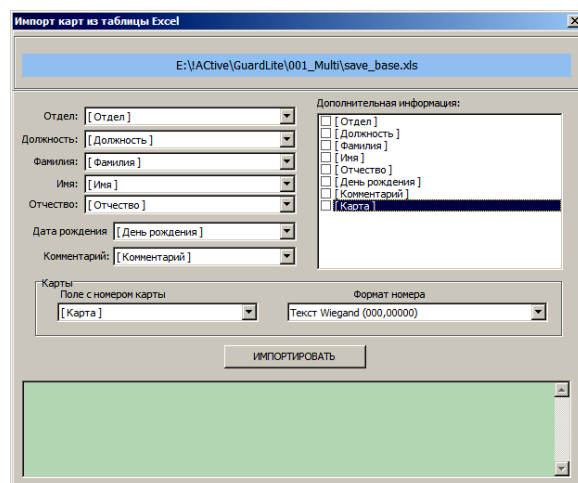 Импорт карт из таблицы Excel
E:\!ACtive\GuardLite\001_Multi\save_base.xls
Отдел: [ Отдел ]
Должность: [ Должность ]
Фамилия: [ Фамилия ]
Имя: [ Имя ]
Отчество: [ Отчество ]
Дата рождения [ День рождения ]
Комментарий: [ Комментарий ]
Дополнительная информация:
[ Отдел ]
[ Должность ]
[ Фамилия ]
[ Имя ]
[ Отчество ]
[ День рождения ]
[ Комментарий ]
[ Карта ]
Карты
Поле с номером карты
[ Карта ]
Формат номера
Текст Wiegand (000,00000)
ИМПОРТИРОВАТЬ